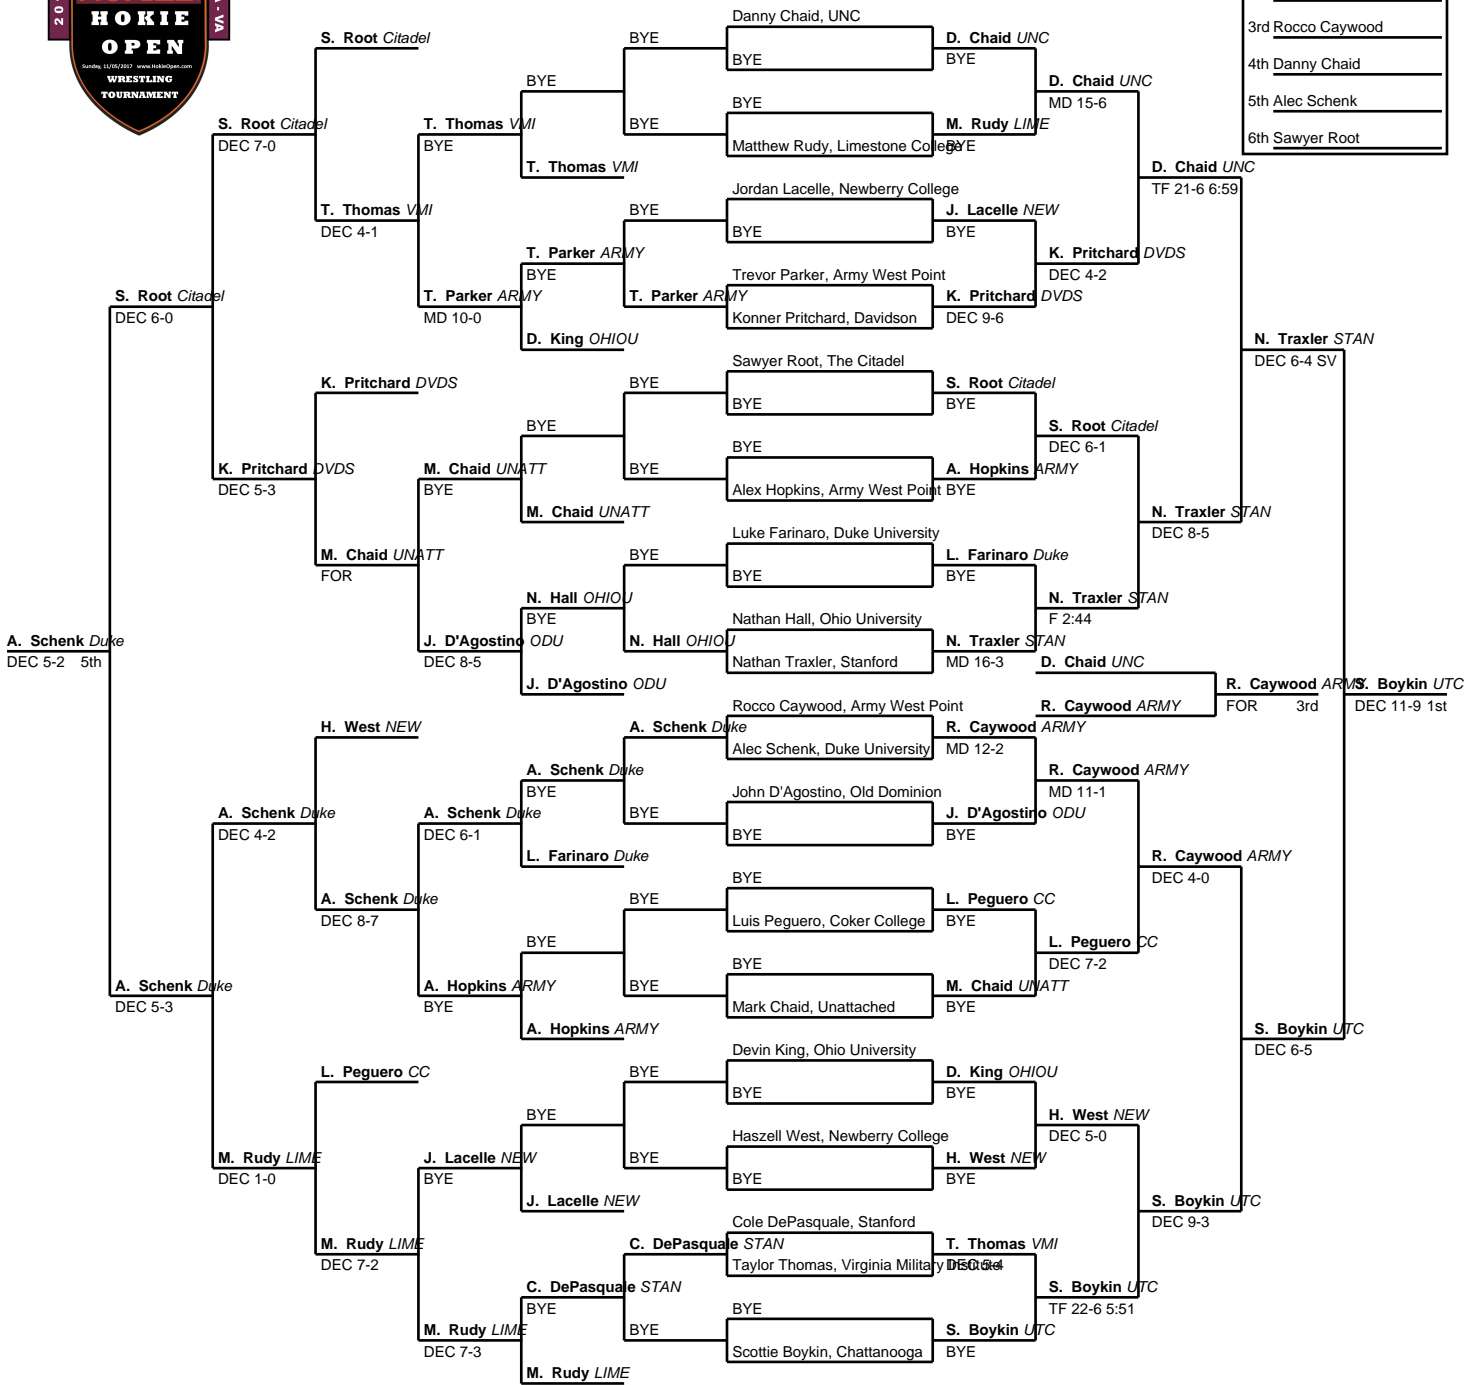 20
A - VA
HOKIE
OPEN
Sunday, 11/05/2017 www.HokieOpen.com
WRESTLING
TOURNAMENT
3rd Rocco Caywood
4th Danny Chaid
5th Alec Schenk
6th Sawyer Root
A. Schenk Duke
DEC 5-2 5th
S. Root Citadel
DEC 6-0
A. Schenk Duke
DEC 5-3
S. Root Citadel
DEC 7-0
K. Pritchard DVDS
DEC 5-3
A. Schenk Duke
DEC 4-2
M. Rudy LIME
DEC 1-0
S. Root Citadel
T. Thomas VMI
DEC 4-1
K. Pritchard DVDS
M. Chaid UNATT
FOR
H. West NEW
A. Schenk Duke
DEC 8-7
L. Peguero CC
M. Rudy LIME
DEC 7-2
T. Thomas VMI
BYE
T. Parker ARMY
MD 10-0
M. Chaid UNATT
BYE
J. D'Agostino ODU
DEC 8-5
A. Schenk Duke
DEC 6-1
A. Hopkins ARMY
BYE
J. Lacelle NEW
BYE
M. Rudy LIME
DEC 7-3
BYE
T. Thomas VMI
T. Parker ARMY
BYE
D. King OHIOU
BYE
M. Chaid UNATT
N. Hall OHIOU
BYE
J. D'Agostino ODU
A. Schenk Duke
BYE
L. Farinaro Duke
BYE
A. Hopkins ARMY
BYE
J. Lacelle NEW
C. DePasquale STAN
BYE
M. Rudy LIME
BYE
BYE
BYE
T. Parker ARMY
BYE
BYE
BYE
N. Hall OHIOU
A. Schenk Duke
BYE
BYE
BYE
BYE
BYE
C. DePasquale STAN
BYE
Danny Chaid, UNC
BYE
BYE
Matthew Rudy, Limestone College
Jordan Lacelle, Newberry College
BYE
Trevor Parker, Army West Point
Konner Pritchard, Davidson
Sawyer Root, The Citadel
BYE
BYE
Alex Hopkins, Army West Point
Luke Farinaro, Duke University
BYE
Nathan Hall, Ohio University
Nathan Traxler, Stanford
Rocco Caywood, Army West Point
Alec Schenk, Duke University
John D'Agostino, Old Dominion
BYE
BYE
Luis Peguero, Coker College
BYE
Mark Chaid, Unattached
Devin King, Ohio University
BYE
Haszell West, Newberry College
BYE
Cole DePasquale, Stanford
Taylor Thomas, Virginia Military Institute
BYE
Scottie Boykin, Chattanooga
D. Chaid UNC
BYE
M. Rudy LIME
BYE
J. Lacelle NEW
BYE
K. Pritchard DVDS
DEC 9-6
S. Root Citadel
BYE
A. Hopkins ARMY
BYE
L. Farinaro Duke
BYE
N. Traxler STAN
MD 16-3
R. Caywood ARMY
MD 12-2
J. D'Agostino ODU
BYE
L. Peguero CC
BYE
M. Chaid UNATT
BYE
D. King OHIOU
BYE
H. West NEW
BYE
T. Thomas VMI
DEC 5-4
S. Boykin UTC
BYE
D. Chaid UNC
MD 15-6
K. Pritchard DVDS
DEC 4-2
S. Root Citadel
DEC 6-1
N. Traxler STAN
F 2:44
R. Caywood ARMY
MD 11-1
L. Peguero CC
DEC 7-2
H. West NEW
DEC 5-0
S. Boykin UTC
TF 22-6 5:51
D. Chaid UNC
TF 21-6 6:59
N. Traxler STAN
DEC 8-5
R. Caywood ARMY
DEC 4-0
S. Boykin UTC
DEC 9-3
N. Traxler STAN
DEC 6-4 SV
S. Boykin UTC
DEC 6-5
D. Chaid UNC
R. Caywood ARMY
R. Caywood ARMY
FOR 3rd
S. Boykin UTC
DEC 11-9 1st